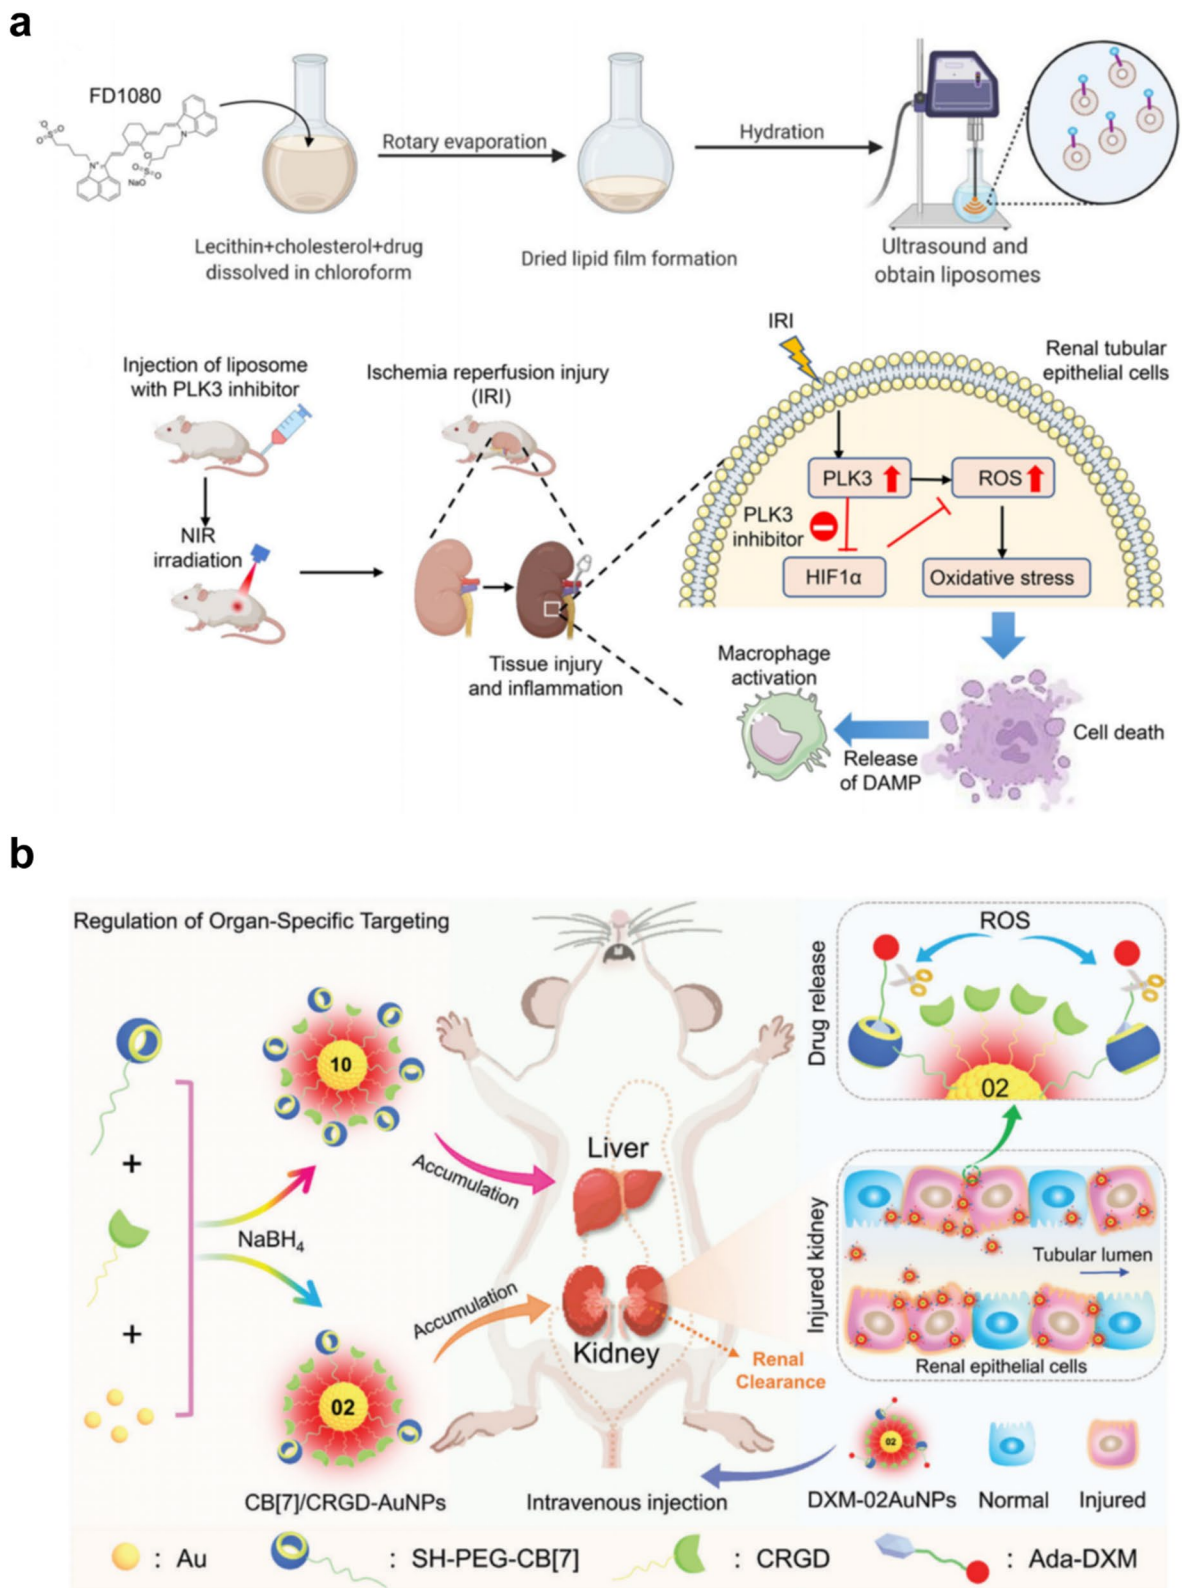 a
FD1080
Rotary evaporation
Hydration
Lecithin+cholesterol+drug
dissolved in chloroform
Dried lipid film formation
Ultrasound and
obtain liposomes
Injection of liposome
with PLK3 inhibitor
NIR
irradiation
Ischemia reperfusion injury
(IRI)
Tissue injury
and inflammation
IRI
Renal tubular
epithelial cells
PLK3
ROS
PLK3
inhibitor
HIF1α
Oxidative stress
Macrophage
activation
Release
of DAMP
Cell death
b
Regulation of Organ-Specific Targeting
10
02
+
+
NaBH4
CB[7]/CRGD-AuNPs
Accumulation
Accumulation
Liver
Kidney
Renal
Clearance
Intravenous injection
Drug release
ROS
02
Injured kidney
Tubular lumen
Renal epithelial cells
02
DXM-02AuNPs
Normal
Injured
: Au
: SH-PEG-CB[7]
: CRGD
: Ada-DXM